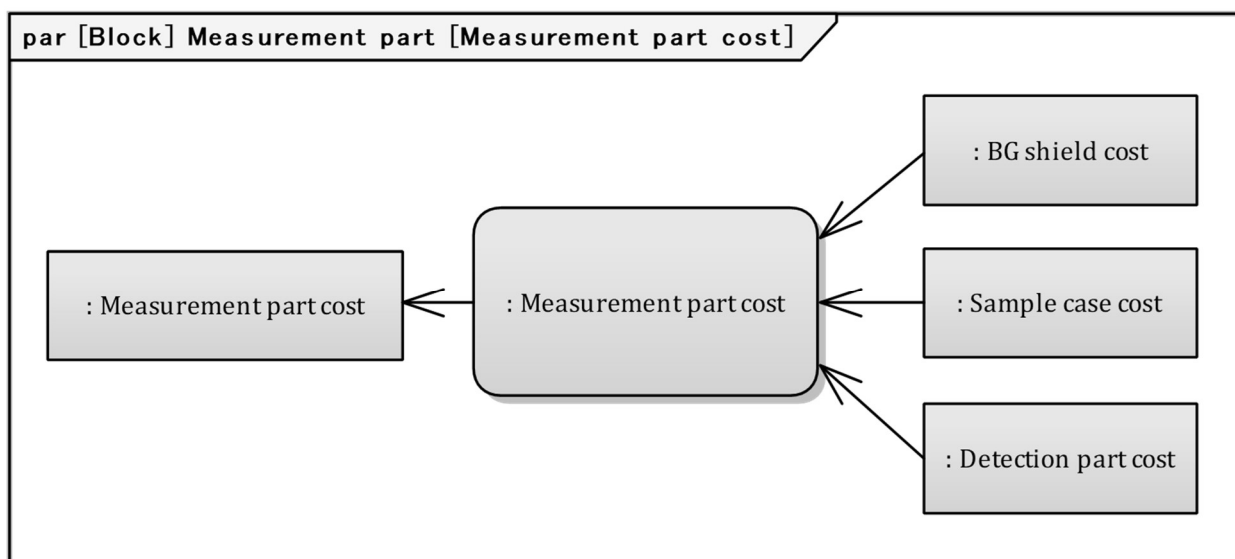 par [Block] Measurement part [Measurement part cost]
: BG shield cost
: Measurement part cost
: Measurement part cost
: Sample case cost
: Detection part cost